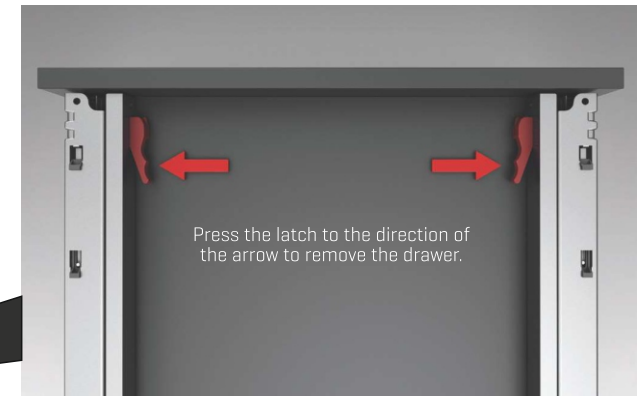 Press the latch to the direction of
the arrow to remove the drawer.